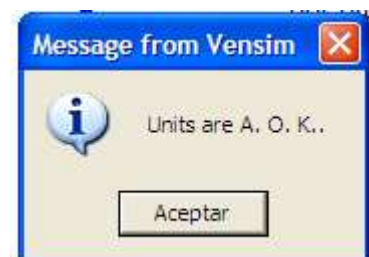 Message from Vensim
Units are A. O. K..
Aceptar